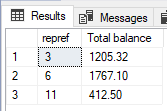 Results Messages
repref Total balance
1 3 1205.32
2 6 1767.10
3 11 412.50